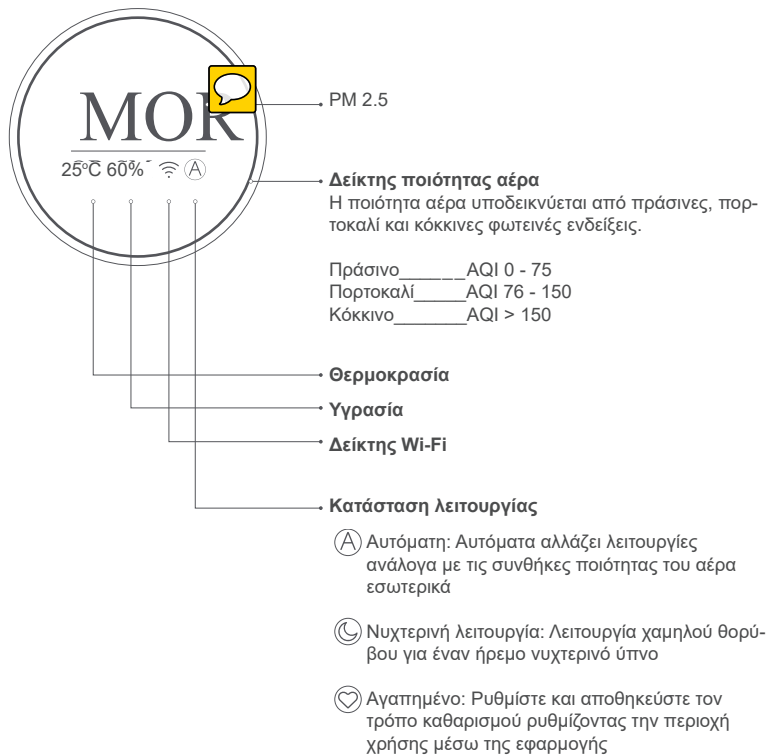 MOR
25°C 60%
PM 2.5
Δείκτης ποιότητας αέρα
Η ποιότητα αέρα υποδεικνύεται από πράσινες, πορ-
τοκαλί και κόκκινες φωτεινές ενδείξεις.
Πράσινο_______AQI 0 - 75
Πορτοκαλί_____AQI 76 - 150
Κόκκινο_______AQI > 150
Θερμοκρασία
Υγρασία
Δείκτης Wi-Fi
Κατάσταση λειτουργίας
A Αυτόματη: Αυτόματα αλλάζει λειτουργίες
ανάλογα με τις συνθήκες ποιότητας του αέρα
εσωτερικά
Νυχτερινή λειτουργία: Λειτουργία χαμηλού θορύ-
βου για έναν ήρεμο νυχτερινό ύπνο
Αγαπημένο: Ρυθμίστε και αποθηκεύστε τον
τρόπο καθαρισμού ρυθμίζοντας την περιοχή
χρήσης μέσω της εφαρμογής